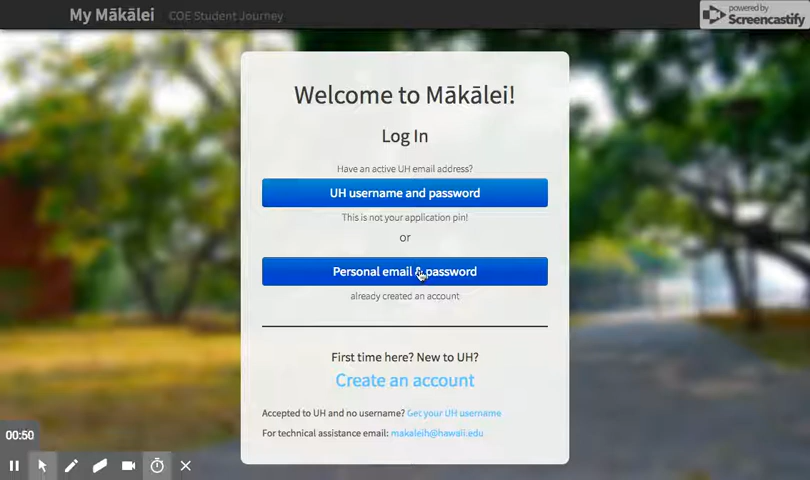 My Mākālei COE Student Journey
powered by
Screencastify
Welcome to Mākālei!
Log In
Have an active UH email address?
UH username and password
This is not your application pin!
or
Personal email & password
already created an account
First time here? New to UH?
Create an account
Accepted to UH and no username? Get your UH username
For technical assistance email: makaleih@hawaii.edu
00:50